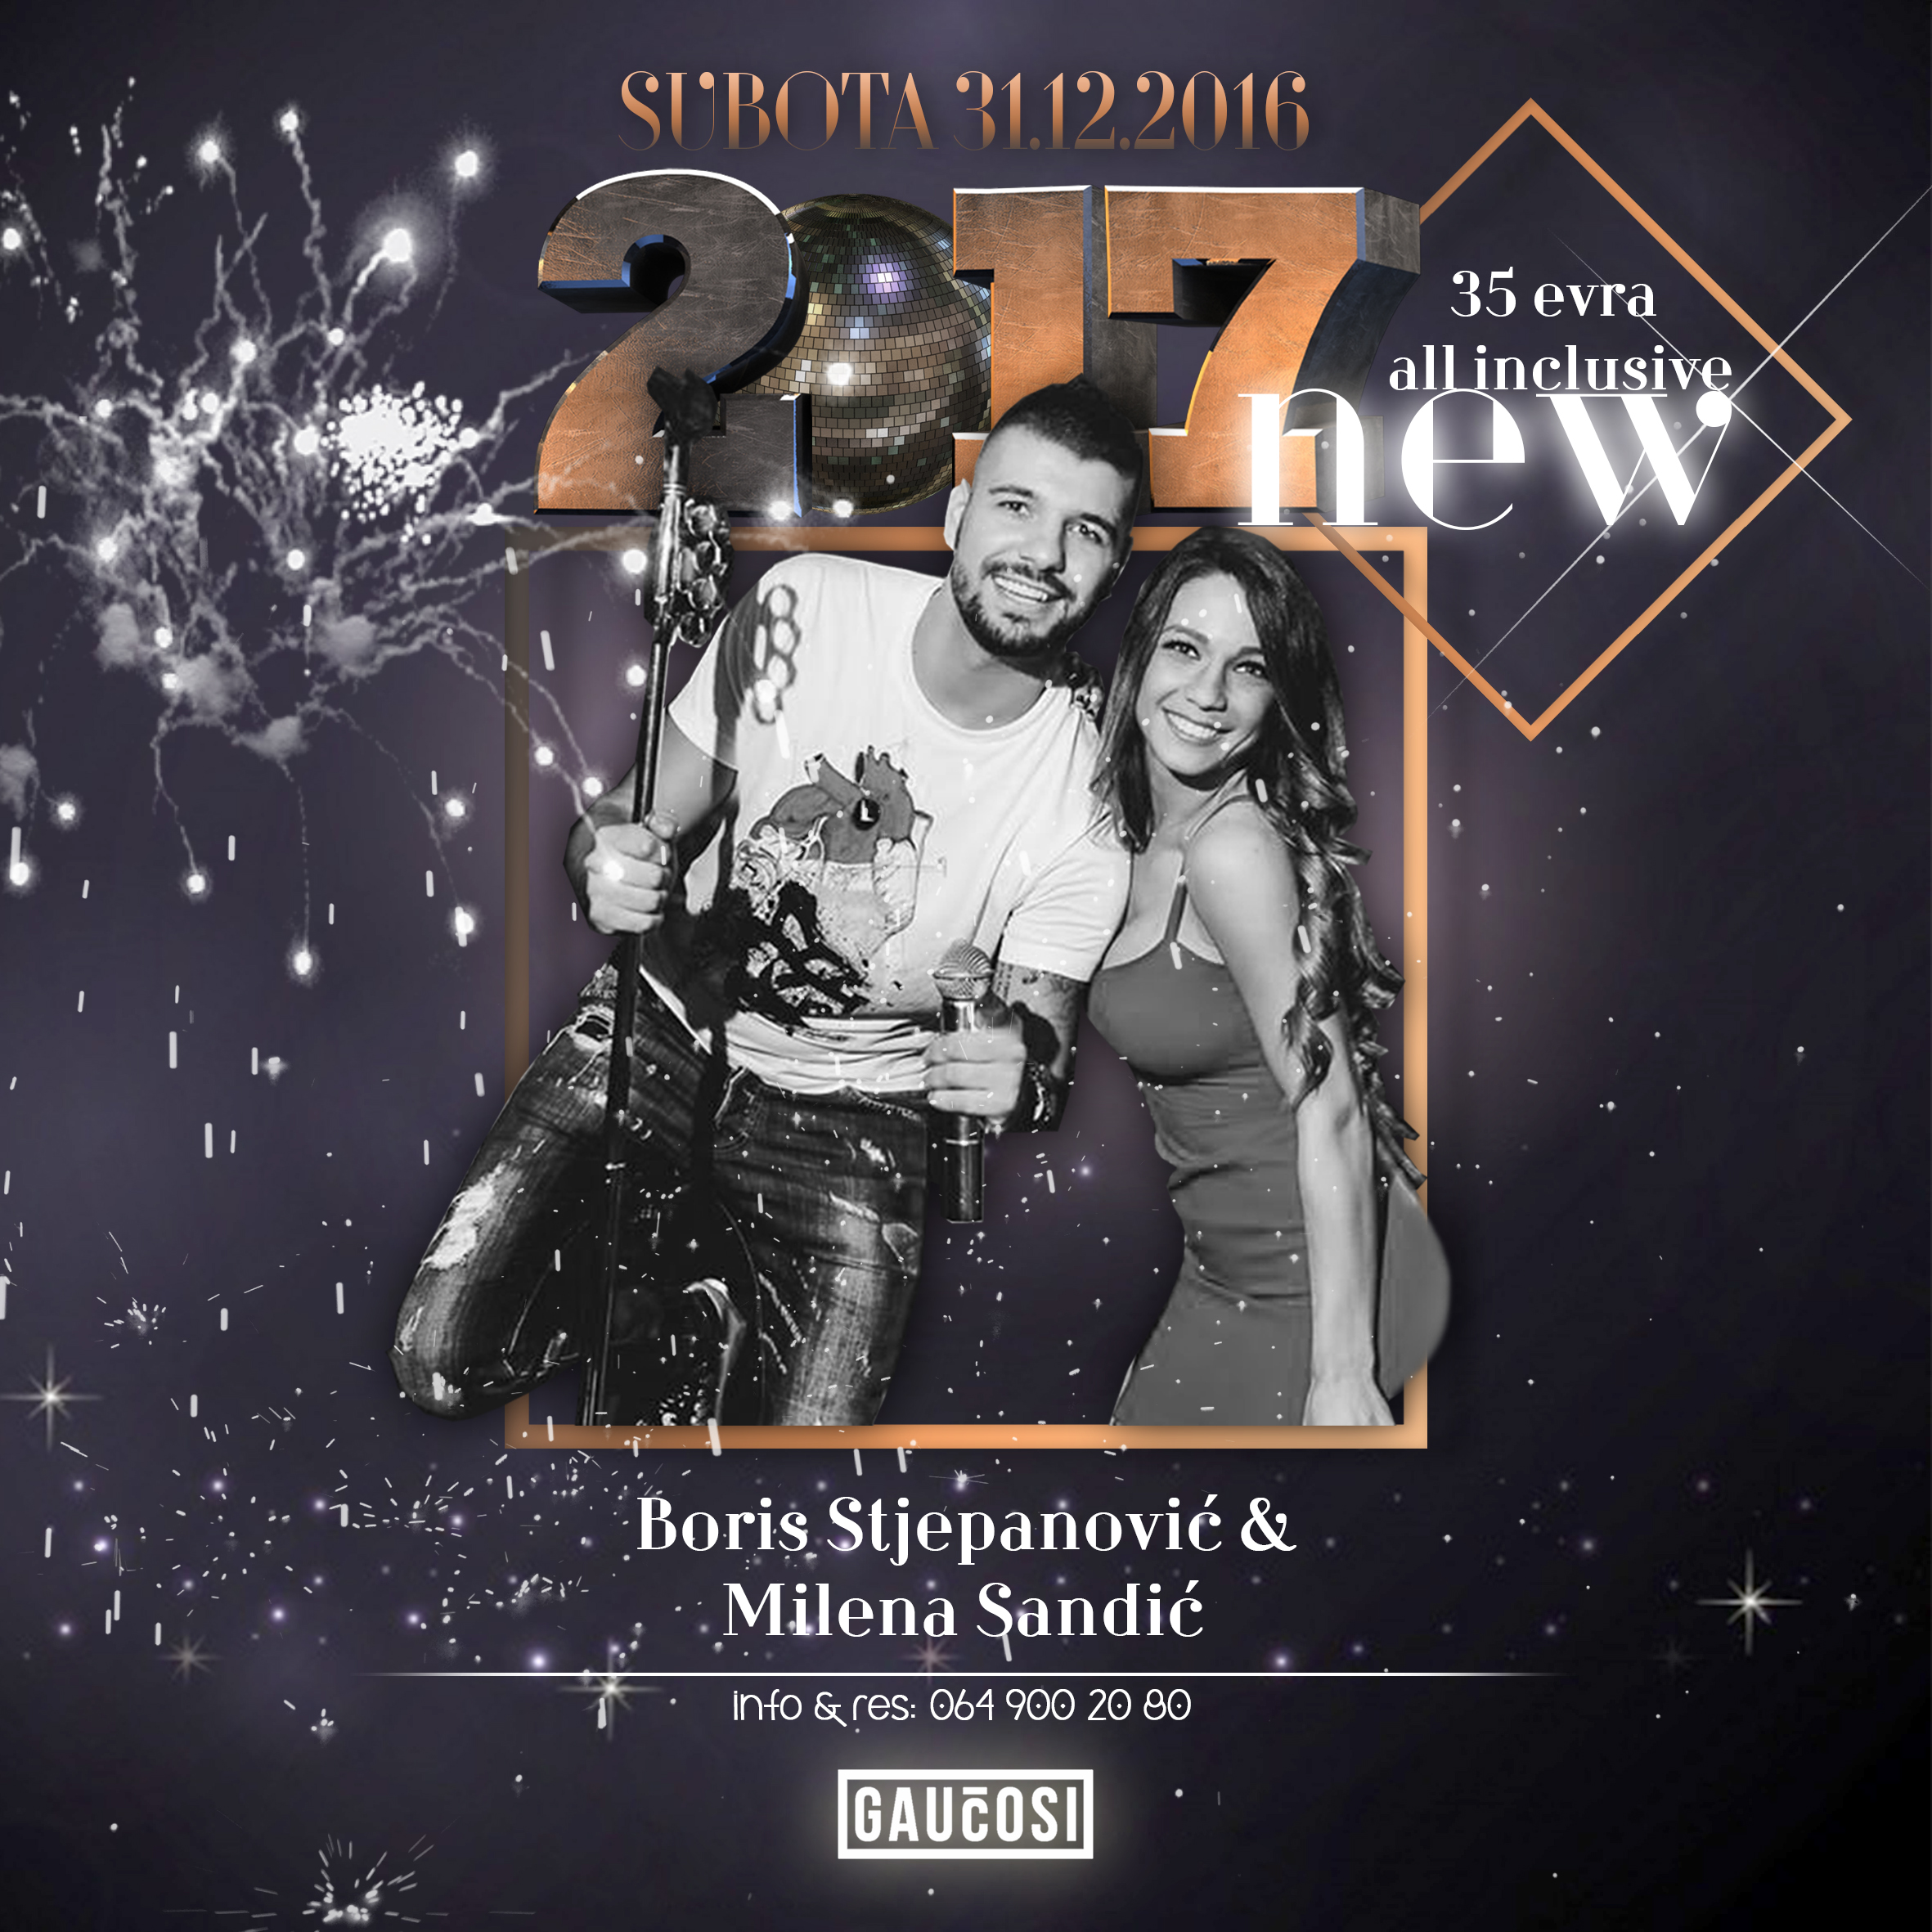 SUBOTA 31.12.2016
2017
35 evra
all inclusive
new
Boris Stjepanović &
Milena Sandić
info & res: 064 900 20 80
GAUČOSI